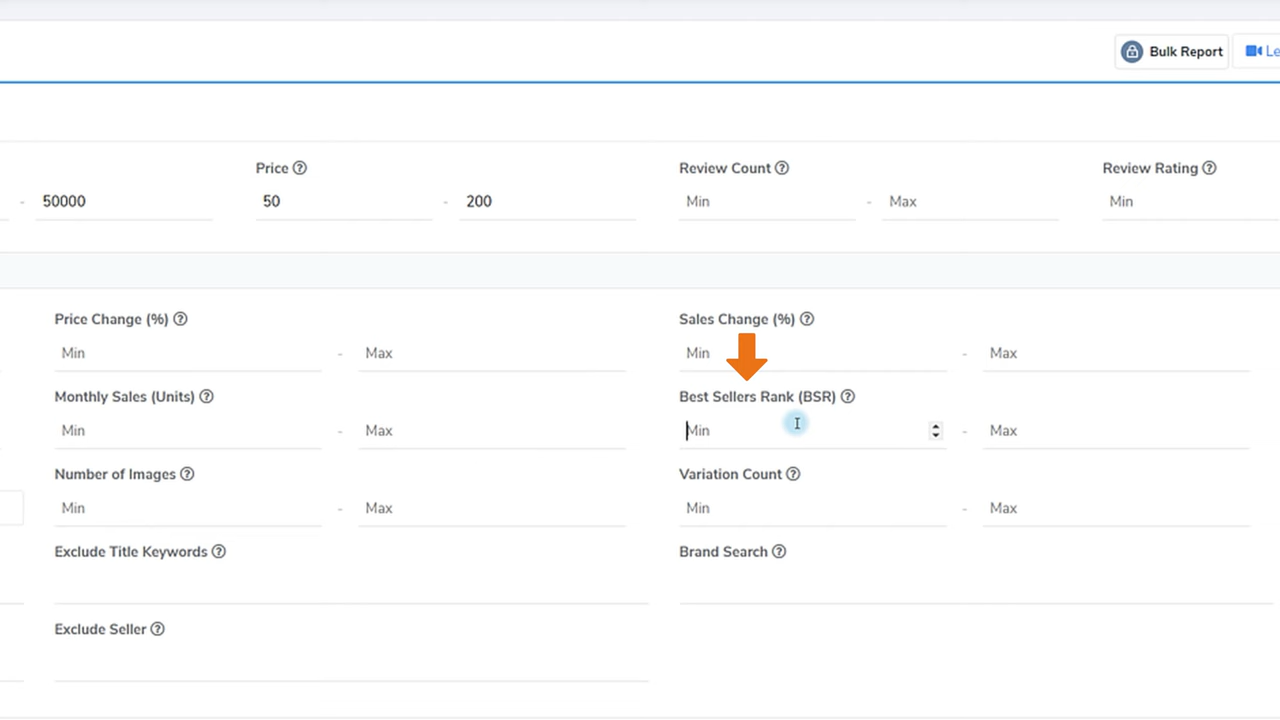 Bulk Report Le
Price Review Count Review Rating
- 50000 50 - 200 Min - Max Min
Price Change (%) Sales Change (%)
Min - Max Min - Max
Monthly Sales (Units) Best Sellers Rank (BSR)
Min - Max Min - Max
Number of Images Variation Count
Min - Max Min - Max
Exclude Title Keywords Brand Search
Exclude Seller